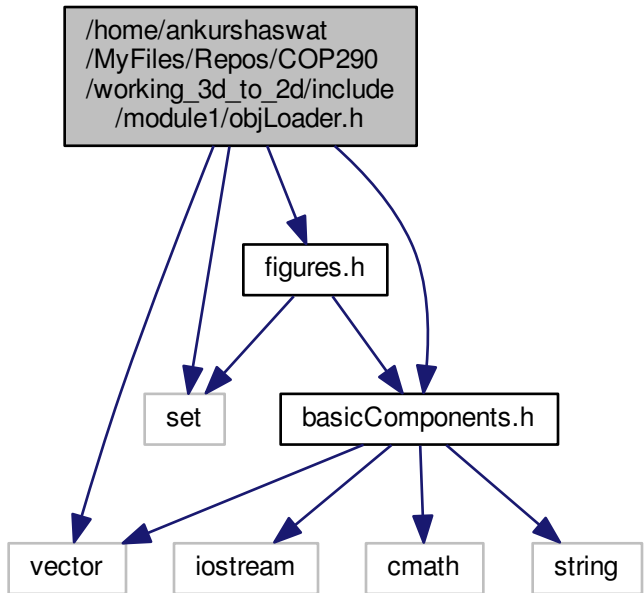 /home/ankurshaswat
/MyFiles/Repos/COP290
/working_3d_to_2d/include
/module1/objLoader.h
figures.h
set
basicComponents.h
vector
iostream
cmath
string